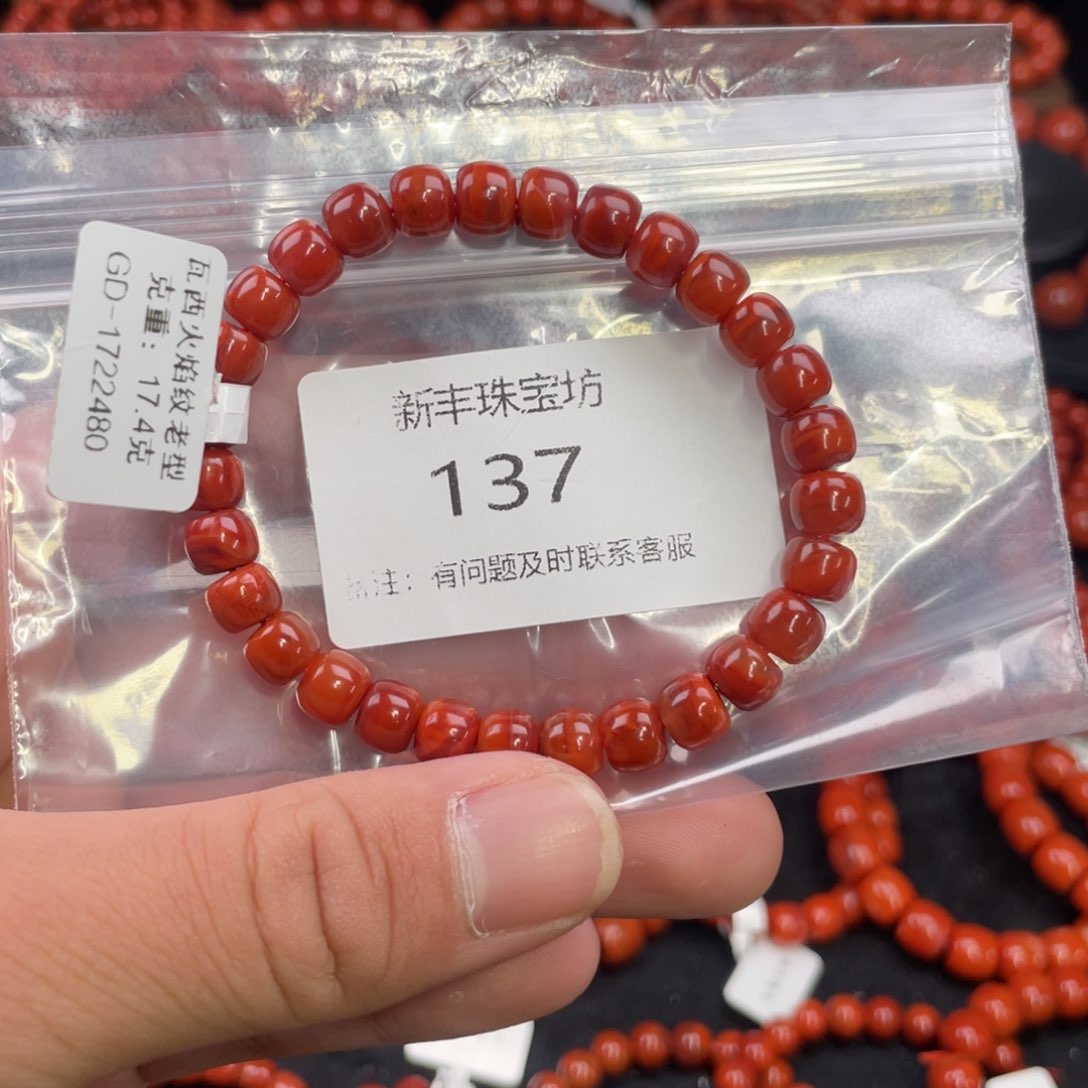 瓦西火焰纹老型
克重：17.4克
GD-1722480
新丰珠宝坊
137
备注：有问题及时联系客服